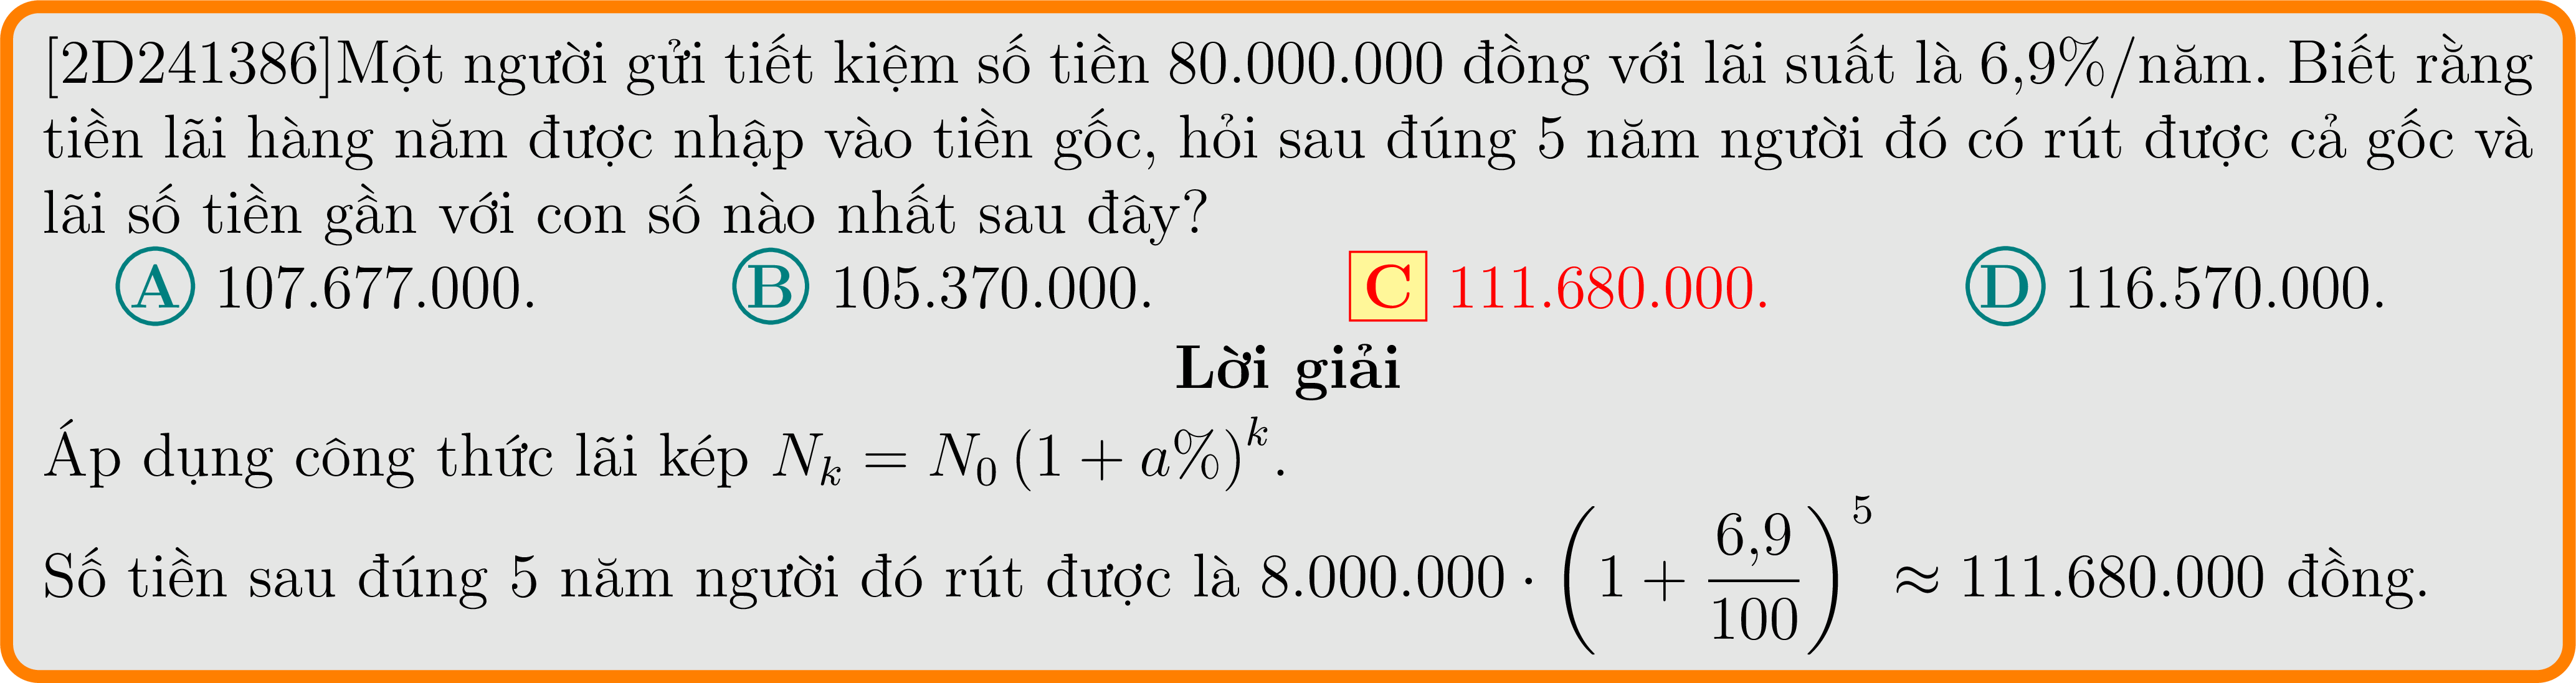 [2D241386]Một người gửi tiết kiệm số tiền 80.000.000 đồng với lãi suất là 6,9%/năm. Biết rằng
tiền lãi hàng năm được nhập vào tiền gốc, hỏi sau đúng 5 năm người đó có rút được cả gốc và
lãi số tiền gần với con số nào nhất sau đây?
A 107.677.000. B 105.370.000. C 111.680.000. D 116.570.000.
Lời giải
Áp dụng công thức lãi kép $N_k = N_0 (1 + a\%)^k$.
Số tiền sau đúng 5 năm người đó rút được là $8.000.000 \cdot \left(1 + \frac{6,9}{100}\right)^5 \approx 111.680.000$ đồng.